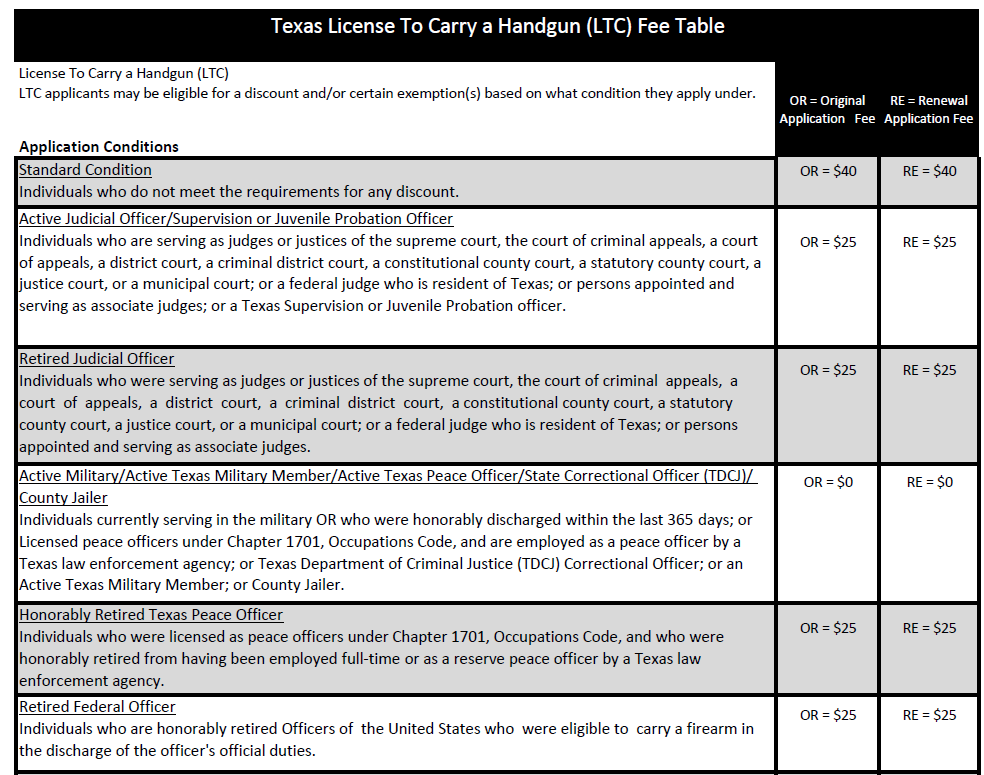 Texas License To Carry a Handgun (LTC) Fee Table
License To Carry a Handgun (LTC)
LTC applicants may be eligible for a discount and/or certain exemption(s) based on what condition they apply under.
OR = Original Application Fee
RE = Renewal Application Fee
Application Conditions
Standard Condition
Individuals who do not meet the requirements for any discount.
OR = $40
RE = $40
Active Judicial Officer/Supervision or Juvenile Probation Officer
Individuals who are serving as judges or justices of the supreme court, the court of criminal appeals, a court
of appeals, a district court, a criminal district court, a constitutional county court, a statutory county court, a
justice court, or a municipal court; or a federal judge who is resident of Texas; or persons appointed and
serving as associate judges; or a Texas Supervision or Juvenile Probation officer.
OR = $25
RE = $25
Retired Judicial Officer
Individuals who were serving as judges or justices of the supreme court, the court of criminal appeals, a
court of appeals, a district court, a criminal district court, a constitutional county court, a statutory
county court, a justice court, or a municipal court; or a federal judge who is resident of Texas; or persons
appointed and serving as associate judges.
OR = $25
RE = $25
Active Military/Active Texas Military Member/Active Texas Peace Officer/State Correctional Officer (TDCJ)/
County Jailer
Individuals currently serving in the military OR who were honorably discharged within the last 365 days; or
Licensed peace officers under Chapter 1701, Occupations Code, and are employed as a peace officer by a
Texas law enforcement agency; or Texas Department of Criminal Justice (TDCJ) Correctional Officer; or an
Active Texas Military Member; or County Jailer.
OR = $0
RE = $0
Honorably Retired Texas Peace Officer
Individuals who were licensed as peace officers under Chapter 1701, Occupations Code, and who were
honorably retired from having been employed full-time or as a reserve peace officer by a Texas law
enforcement agency.
OR = $25
RE = $25
Retired Federal Officer
Individuals who are honorably retired Officers of the United States who were eligible to carry a firearm in
the discharge of the officer's official duties.
OR = $25
RE = $25